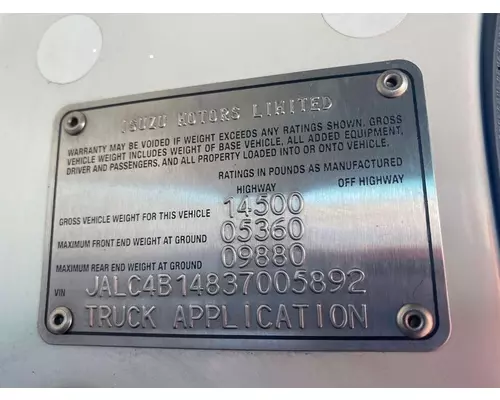 ISUZU MOTORS LIMITED
WARRANTY MAY BE VOIDED IF WEIGHT EXCEEDS ANY RATINGS SHOWN. GROSS
VEHICLE WEIGHT INCLUDES WEIGHT OF BASE VEHICLE, ALL ADDED EQUIPMENT,
DRIVER AND PASSENGERS, AND ALL PROPERTY LOADED INTO OR ONTO VEHICLE.
RATINGS IN POUNDS AS MANUFACTURED
HIGHWAY OFF HIGHWAY
GROSS VEHICLE WEIGHT FOR THIS VEHICLE 14500
MAXIMUM FRONT END WEIGHT AT GROUND 05360
MAXIMUM REAR END WEIGHT AT GROUND 09880
VIN JALC4B14837005892
TRUCK APPLICATION